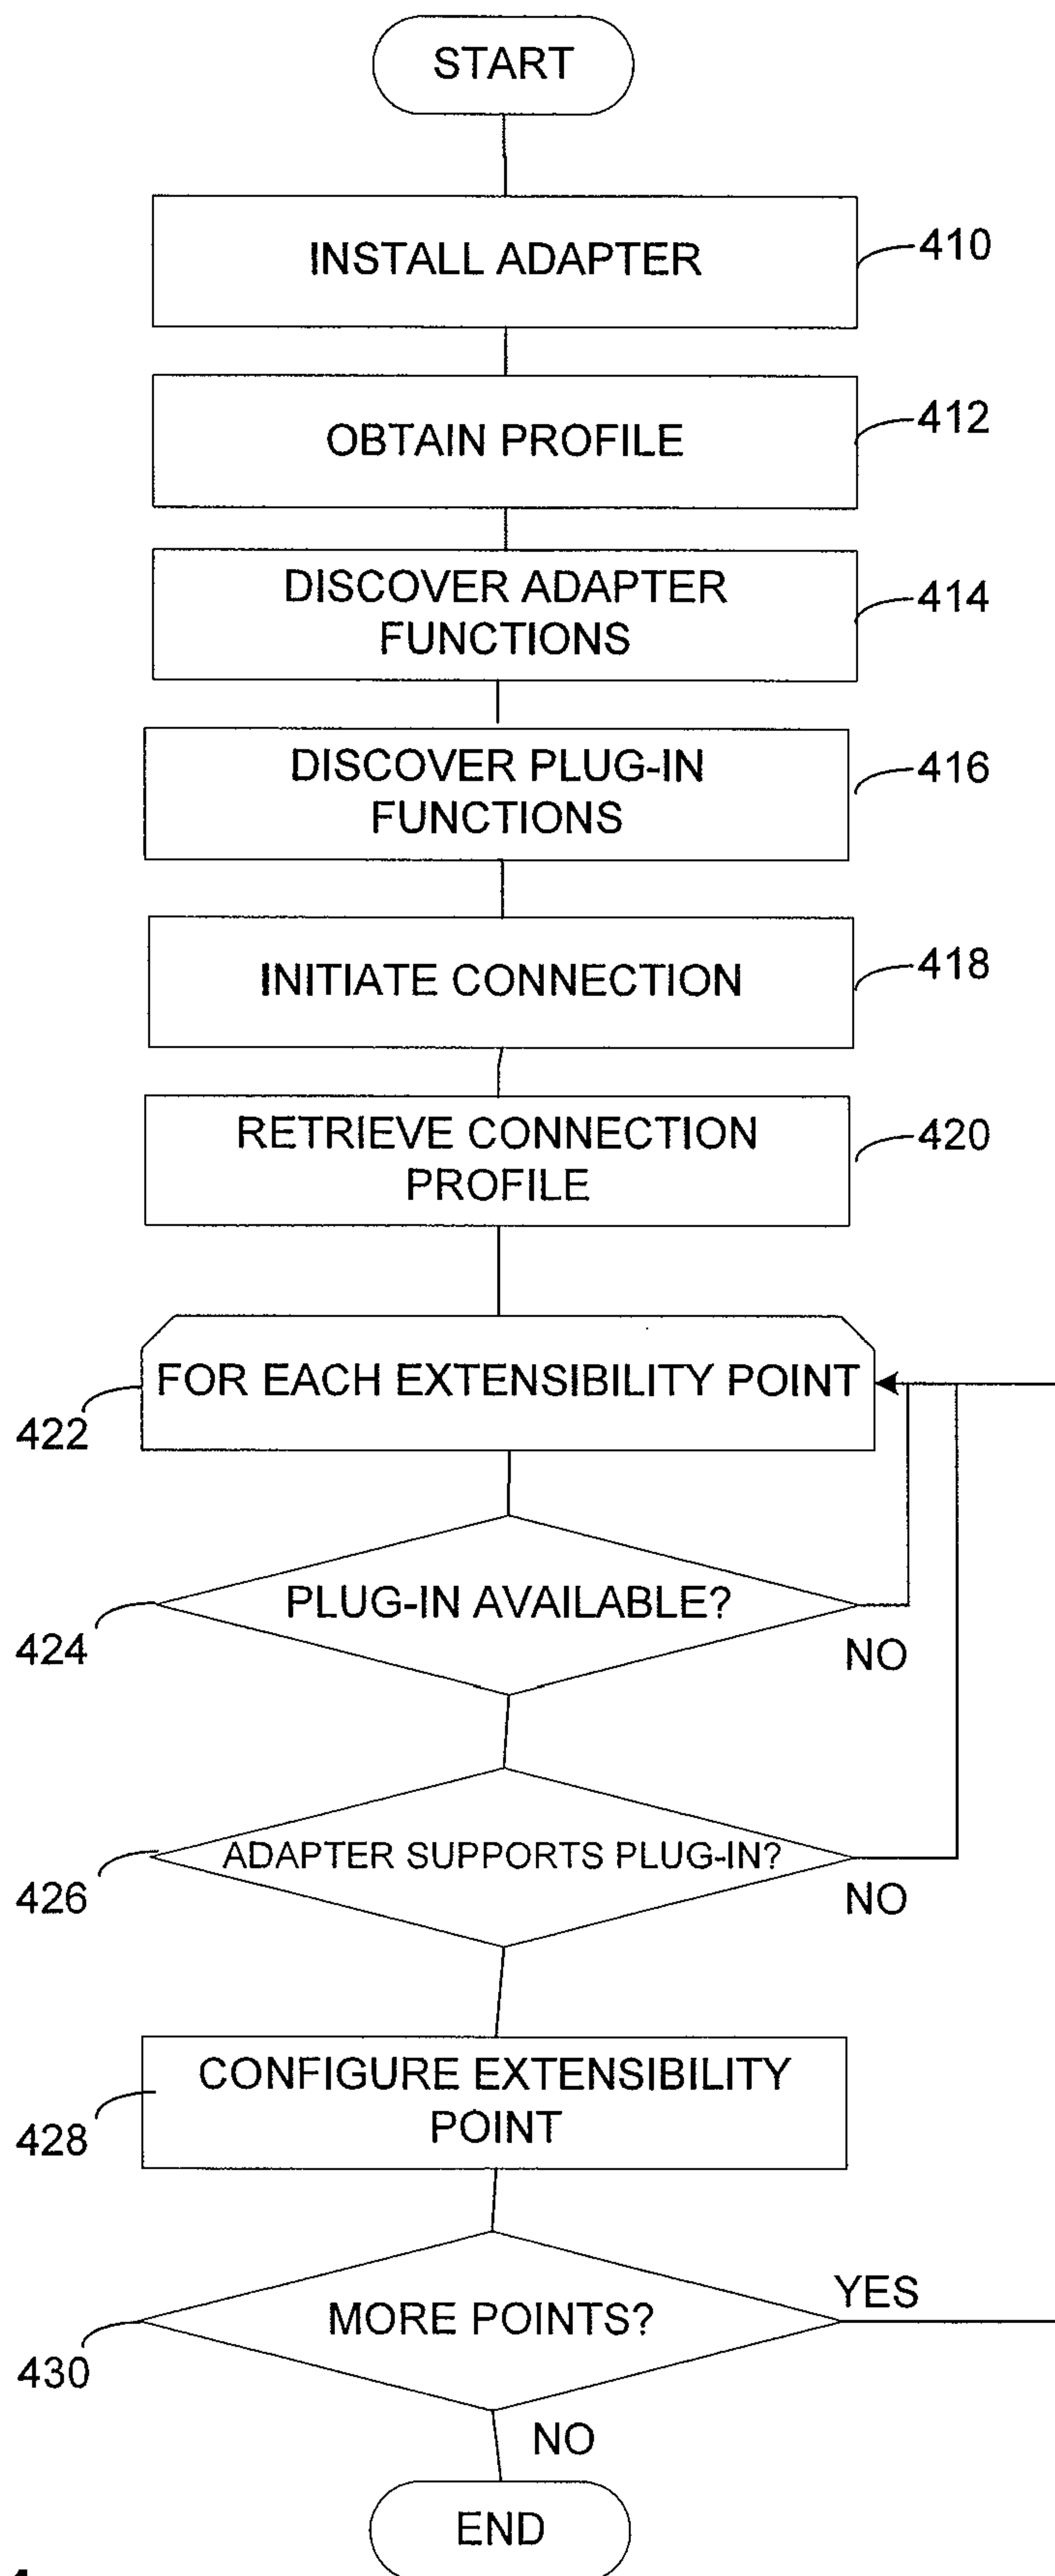 START
INSTALL ADAPTER
410
OBTAIN PROFILE
412
DISCOVER ADAPTER
FUNCTIONS
414
DISCOVER PLUG-IN
FUNCTIONS
416
INITIATE CONNECTION
418
RETRIEVE CONNECTION
PROFILE
420
FOR EACH EXTENSIBILITY POINT
422
PLUG-IN AVAILABLE?
424
NO
ADAPTER SUPPORTS PLUG-IN?
426
NO
CONFIGURE EXTENSIBILITY
POINT
428
YES
MORE POINTS?
430
NO
END